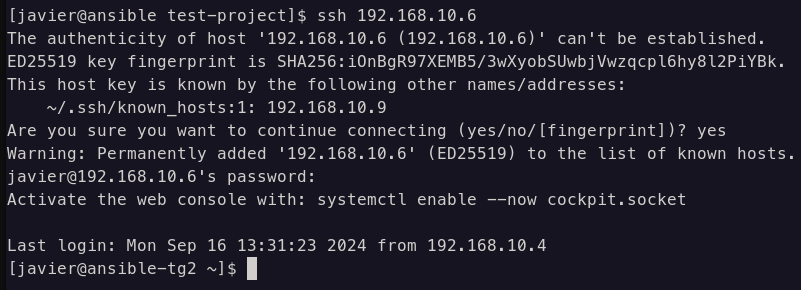 [javier@ansible test-project]$ ssh 192.168.10.6
The authenticity of host '192.168.10.6 (192.168.10.6)' can't be established.
ED25519 key fingerprint is SHA256:iOnBgR97XEMB5/3wXyobSUwbjVwzqcpl6hy8l2PiYBk.
This host key is known by the following other names/addresses:
    ~/.ssh/known_hosts:1: 192.168.10.9
Are you sure you want to continue connecting (yes/no/[fingerprint])? yes
Warning: Permanently added '192.168.10.6' (ED25519) to the list of known hosts.
javier@192.168.10.6's password:
Activate the web console with: systemctl enable --now cockpit.socket

Last login: Mon Sep 16 13:31:23 2024 from 192.168.10.4
[javier@ansible-tg2 ~]$